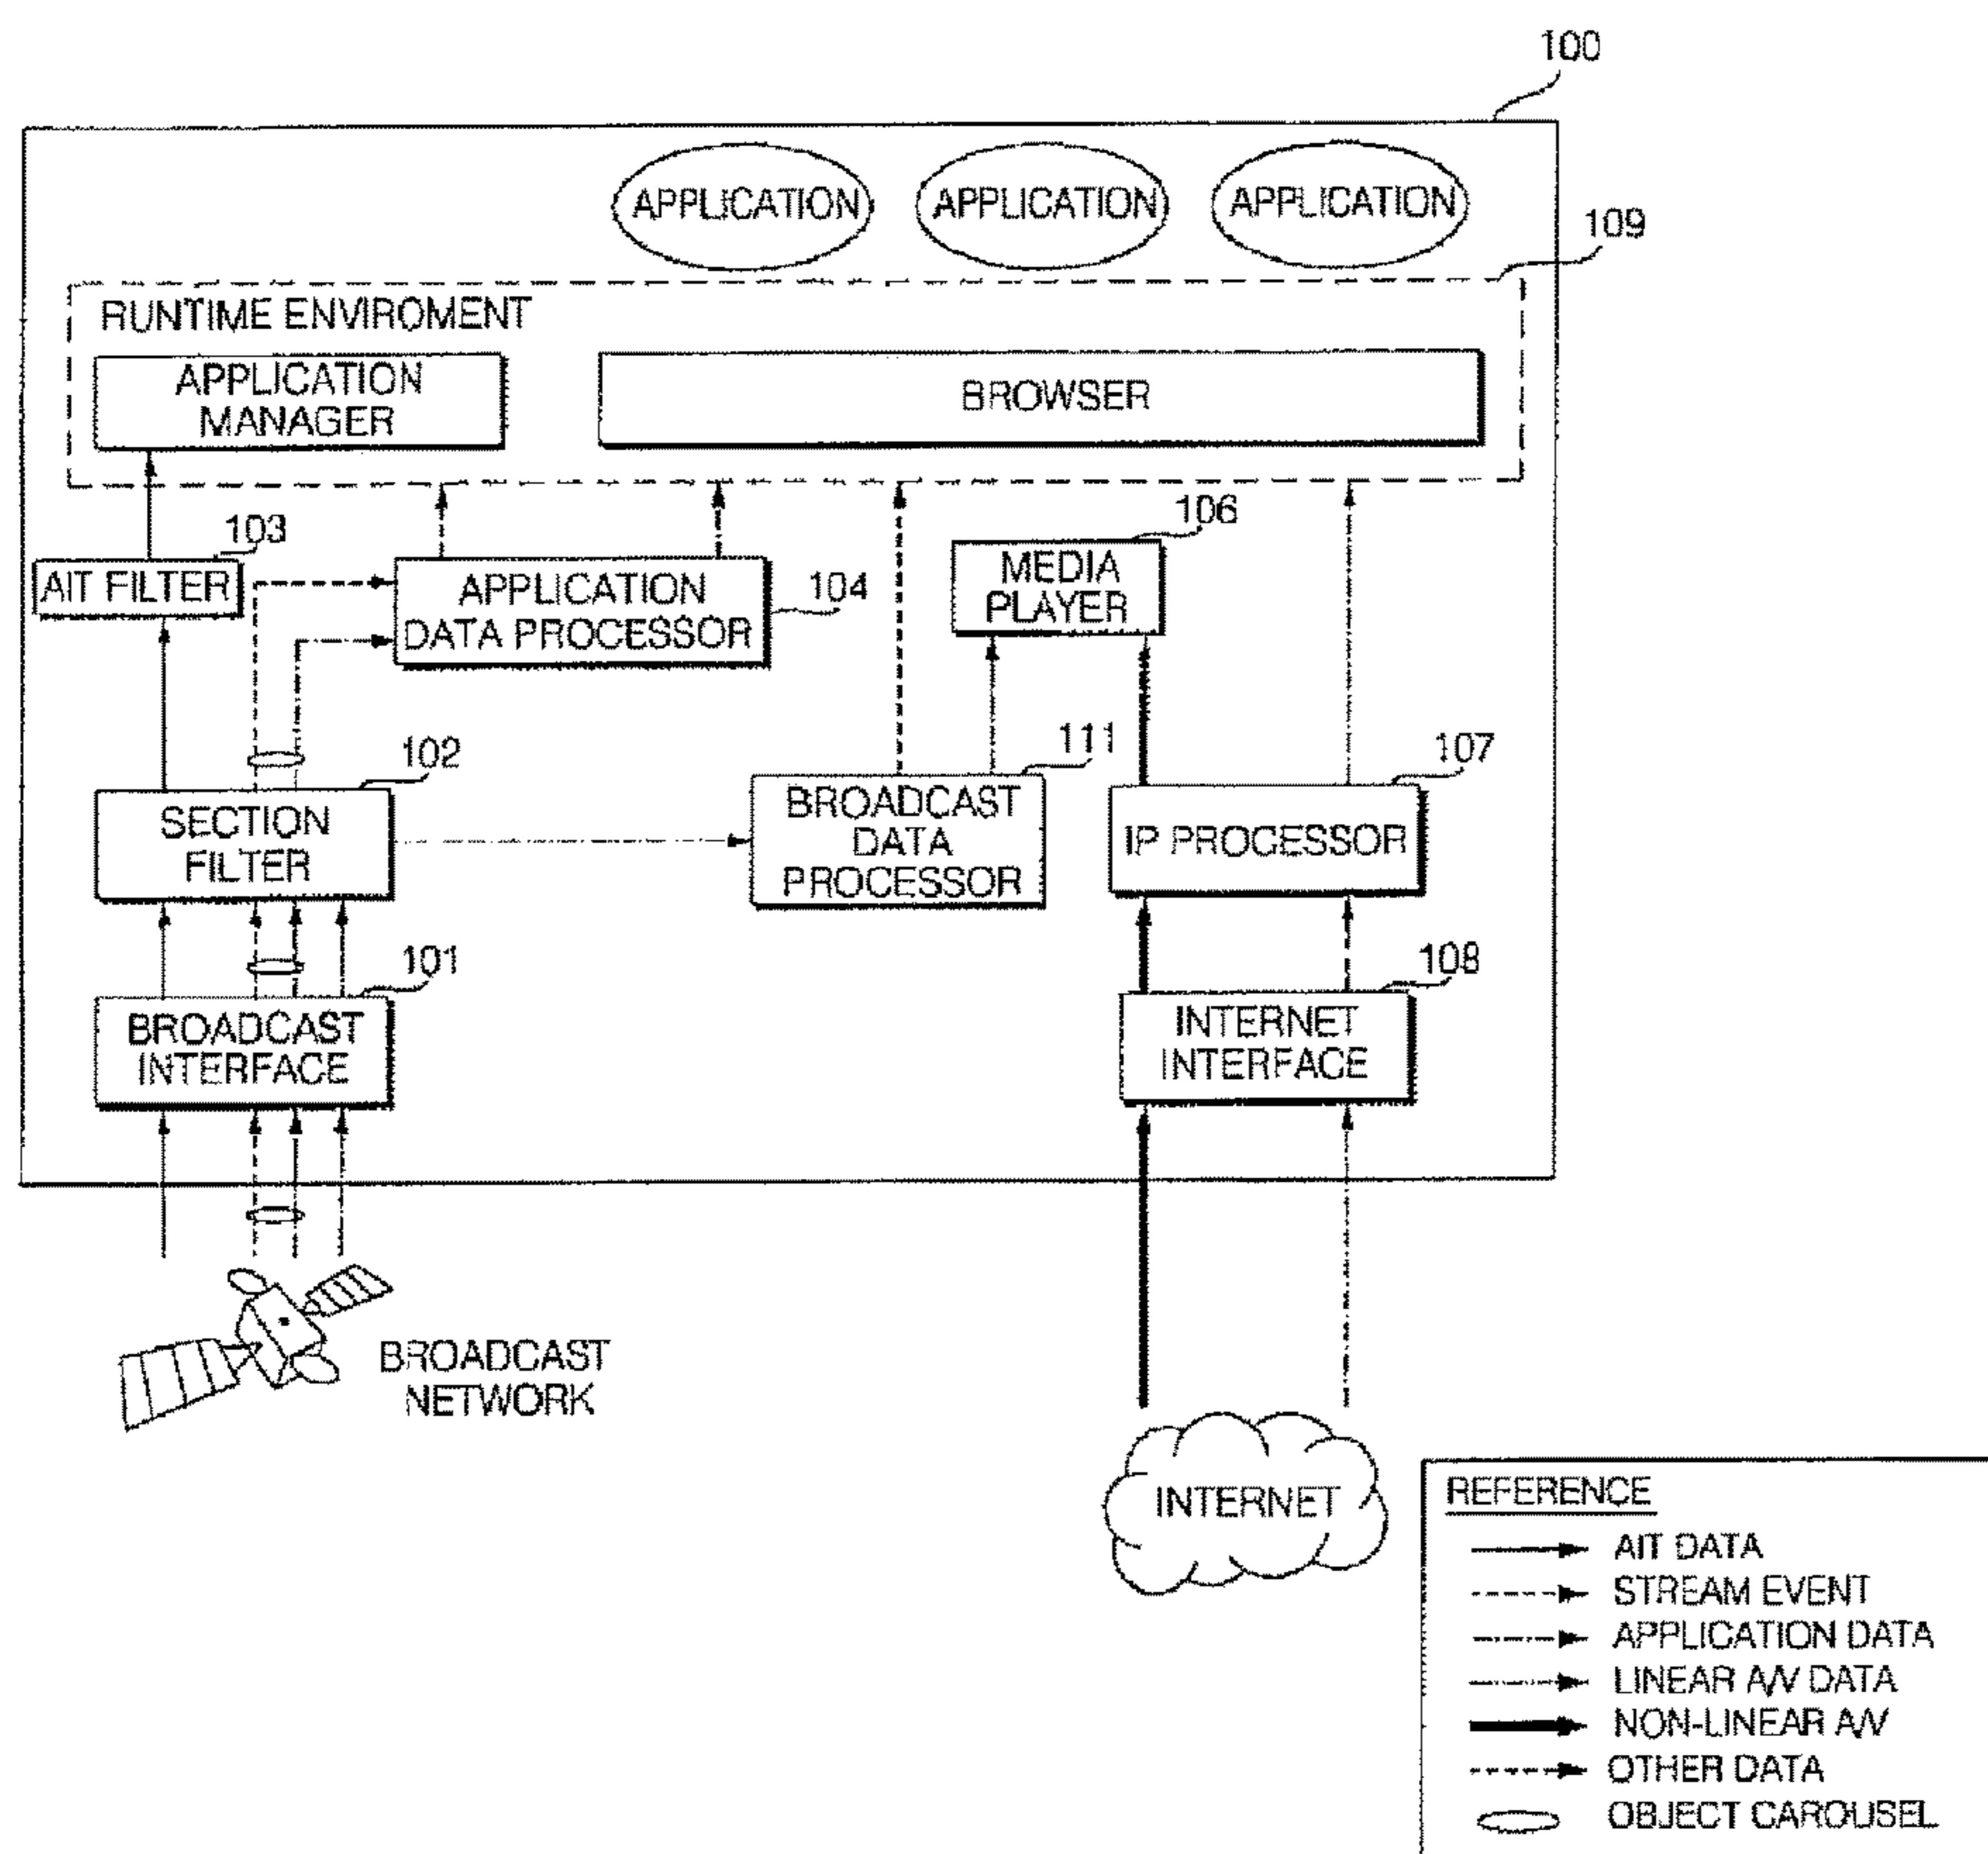 100
APPLICATION
APPLICATION
APPLICATION
109
RUNTIME ENVIROMENT
APPLICATION
MANAGER
BROWSER
103
AIT FILTER
APPLICATION
DATA PROCESSOR
104
106
MEDIA
PLAYER
102
SECTION
FILTER
111
BROADCAST
DATA
PROCESSOR
107
IP PROCESSOR
101
BROADCAST
INTERFACE
108
INTERNET
INTERFACE
BROADCAST
NETWORK
INTERNET
REFERENCE
AIT DATA
STREAM EVENT
APPLICATION DATA
LINEAR A/V DATA
NON-LINEAR A/V
OTHER DATA
OBJECT CAROUSEL